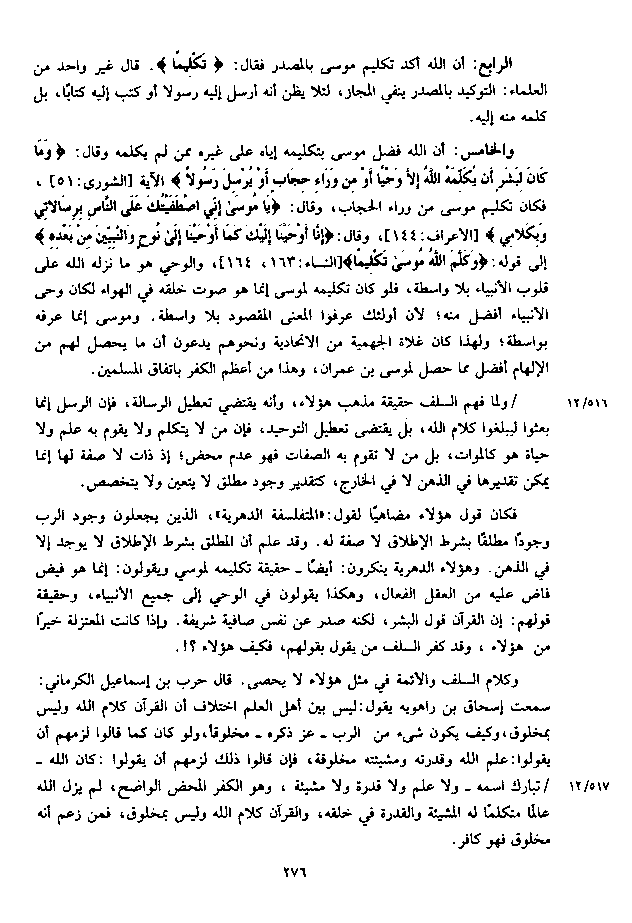 الرابع: أن الله أكد تكليم موسى بالمصدر فقال: ﴿ تَكْلِيمًا ﴾. قال غير واحد من
العلماء: التوكيد بالمصدر ينفي المجاز، لئلا يظن أنه أرسل إليه رسولا أو كتب إليه كتابًا، بل
كلمه منه إليه.
والخامس: أن الله فضل موسى بتكليمه إياه على غيره ممن لم يكلمه وقال: ﴿ وَمَا
كَانَ لِبَشَرٍ أَن يُكَلِّمَهُ اللَّهُ إِلاَّ وَحْيًا أَوْ مِن وَرَاءِ حِجَابٍ أَوْ يُرْسِلَ رَسُولاً ﴾ الآية [الشورى: ٥١] ،
فكان تكليم موسى من وراء الحجاب، وقال: ﴿يَا مُوسَىٰ إِنِّي اصْطَفَيْتُكَ عَلَى النَّاسِ بِرِسَالاتِي
وَبِكَلامِي ﴾ [الأعراف: ١٤٤]، وقال: ﴿إِنَّا أَوْحَيْنَا إِلَيْكَ كَمَا أَوْحَيْنَا إِلَىٰ نُوحٍ وَالنَّبِيِّينَ مِنْ بَعْدِهِ ﴾
إلى قوله: ﴿وَكَلَّمَ اللَّهُ مُوسَىٰ تَكْلِيمًا﴾[النساء: ١٦٣، ١٦٤]، والوحي هو ما نزله الله على
قلوب الأنبياء بلا واسطة، فلو كان تكليمه لموسى إنما هو صوت خلقه في الهواء لكان وحى
الأنبياء أفضل منه؛ لأن أولئك عرفوا المعنى المقصود بلا واسطة. وموسى إنما عرفه
بواسطة؛ ولهذا كان غلاة الجهمية من الاتحادية ونحوهم يدعون أن ما يحصل لهم من
الإلهام أفضل مما حصل لموسى بن عمران، وهذا من أعظم الكفر باتفاق المسلمين.
١٢/٥١٦ / ولما فهم السلف حقيقة مذهب هؤلاء، وأنه يقتضي تعطيل الرسالة، فإن الرسل إنما
بعثوا ليبلغوا كلام الله، بل يقتضى تعطيل التوحيد، فإن من لا يتكلم ولا يقوم به علم ولا
حياة هو كالموات، بل من لا تقوم به الصفات فهو عدم محض؛ إذ ذات لا صفة لها إنما
يمكن تقديرها في الذهن لا في الخارج، كتقدير وجود مطلق لا يتعين ولا يتخصص.
فكان قول هؤلاء مضاهيًا لقول: «المتفلسفة الدهرية»، الذين يجعلون وجود الرب
وجودًا مطلقًا بشرط الإطلاق لا صفة له. وقد علم أن المطلق بشرط الإطلاق لا يوجد إلا
في الذهن. وهؤلاء الدهرية ينكرون: أيضًا ـ حقيقة تكليمه لموسي ويقولون: إنما هو فيض
فاض عليه من العقل الفعال، وهكذا يقولون في الوحي إلى جميع الأنبياء، وحقيقة
قولهم: إن القرآن قول البشر، لكنه صدر عن نفس صافية شريفة. وإذا كانت المعتزلة خيرًا
من هؤلاء ، وقد كفر السلف من يقول بقولهم، فكيف هؤلاء ؟!.
وكلام السلف والأئمة في مثل هؤلاء لا يحصى. قال حرب بن إسماعيل الكرماني:
سمعت إسحاق بن راهويه يقول:ليس بين أهل العلم اختلاف أن القرآن كلام الله وليس
بمخلوق،وكيف يكون شيء من الرب ـ عز ذكره ـ مخلوقًا،ولو كان كما قالوا لزمهم أن
يقولوا:علم الله وقدرته ومشيئته مخلوقة، فإن قالوا ذلك لزمهم أن يقولوا :كان الله ـ
١٢/٥١٧ / تبارك اسمه ـ ولا علم ولا قدرة ولا مشيئة ، وهو الكفر المحض الواضح، لم يزل الله
عالمًا متكلمًا له المشيئة والقدرة في خلقه، والقرآن كلام الله وليس بمخلوق، فمن زعم أنه
مخلوق فهو كافر.
٢٧٦